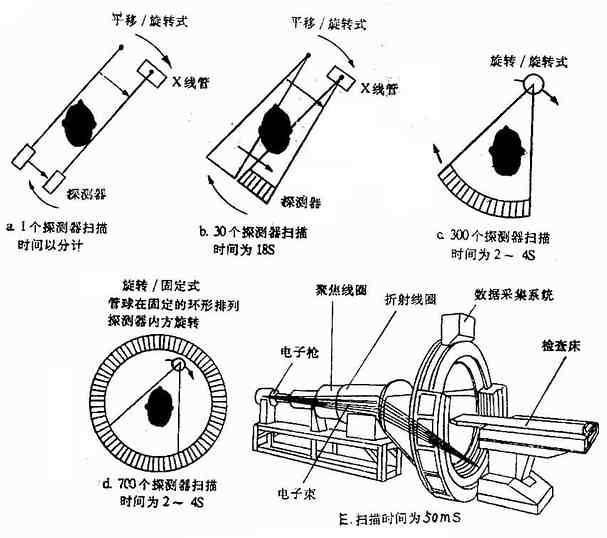 平移/旋转式
X线管
探测器
a. 1个探测器扫描
时间以分计
平移/旋转式
X线管
探测器
b. 30个探测器扫描
时间为18S
旋转/旋转式
c. 300个探测器扫描
时间为2~4S
旋转/固定式
管球在固定的环形排列
探测器内方旋转
d. 700个探测器扫描
时间为2~4S
聚焦线圈
折射线圈
数据采集系统
电子枪
检查床
电子束
E.扫描时间为50ms